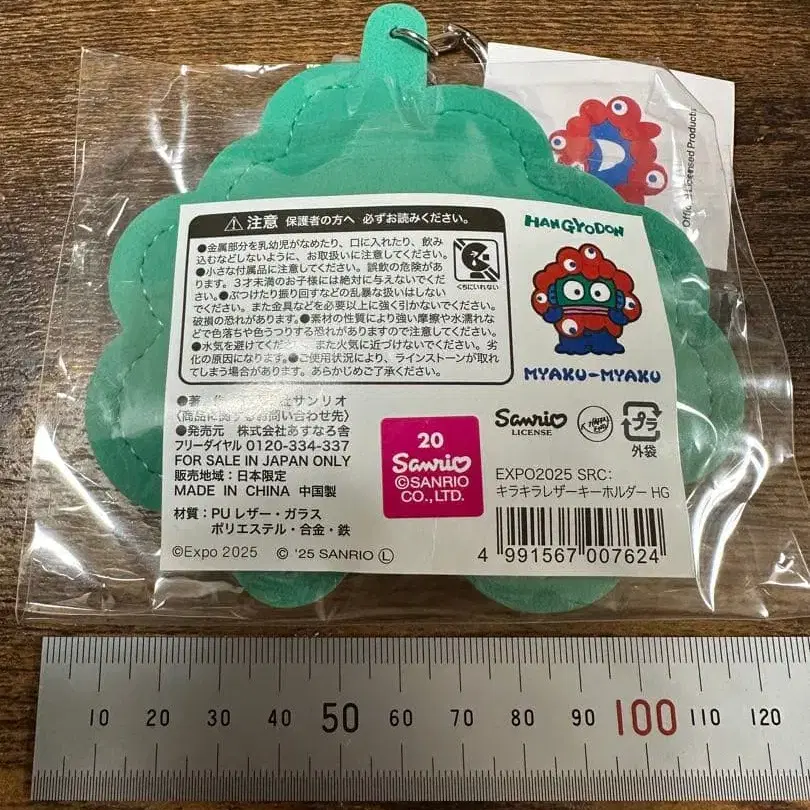 Official Licensed Products
⚠注意 保護者の方へ 必ずお読みください。
●金属部分を乳幼児がなめたり、口に入れたり、飲み
込むなどしないように、お取扱いに注意してください。
●小さな付属品に注意してください。誤飲の危険があり
ます。3才未満のお子様には絶対に与えないでくださ
い。●ぶつけたり振り回すなどの乱暴な扱いはしない
でください。また金具などを必要以上に強く引かないでください。
破損の恐れがあります。●素材の性質により強い摩擦や水濡れな
どで色落ちや色うつりする恐れがありますので注意してください。
●水気を避けてください。また火気に近づけないでください。劣
化の原因になります。●ご使用状況により、ラインストーンが取れ
てしまう場合があります。あらかじめご了承ください。
くちにいれない
HANGYODON
MYAKU-MYAKU
●著 サンリオ
〈商品に関するお問い合わせ先〉
●発売元 株式会社あすなろ舎
フリーダイヤル 0120-334-337
FOR SALE IN JAPAN ONLY
販売地域：日本限定
MADE IN CHINA 中国製
材質：PUレザー・ガラス
ポリエステル・合金・鉄
©Expo 2025 © '25 SANRIO Ⓛ
20
Sanrio
©SANRIO
CO., LTD.
Sanrio
LICENSE
プラ
外袋
EXPO2025 SRC:
キラキラレザーキーホルダー HG
4 991567 007624
10 20 30 40 50 60 70 80 90 100 110 120